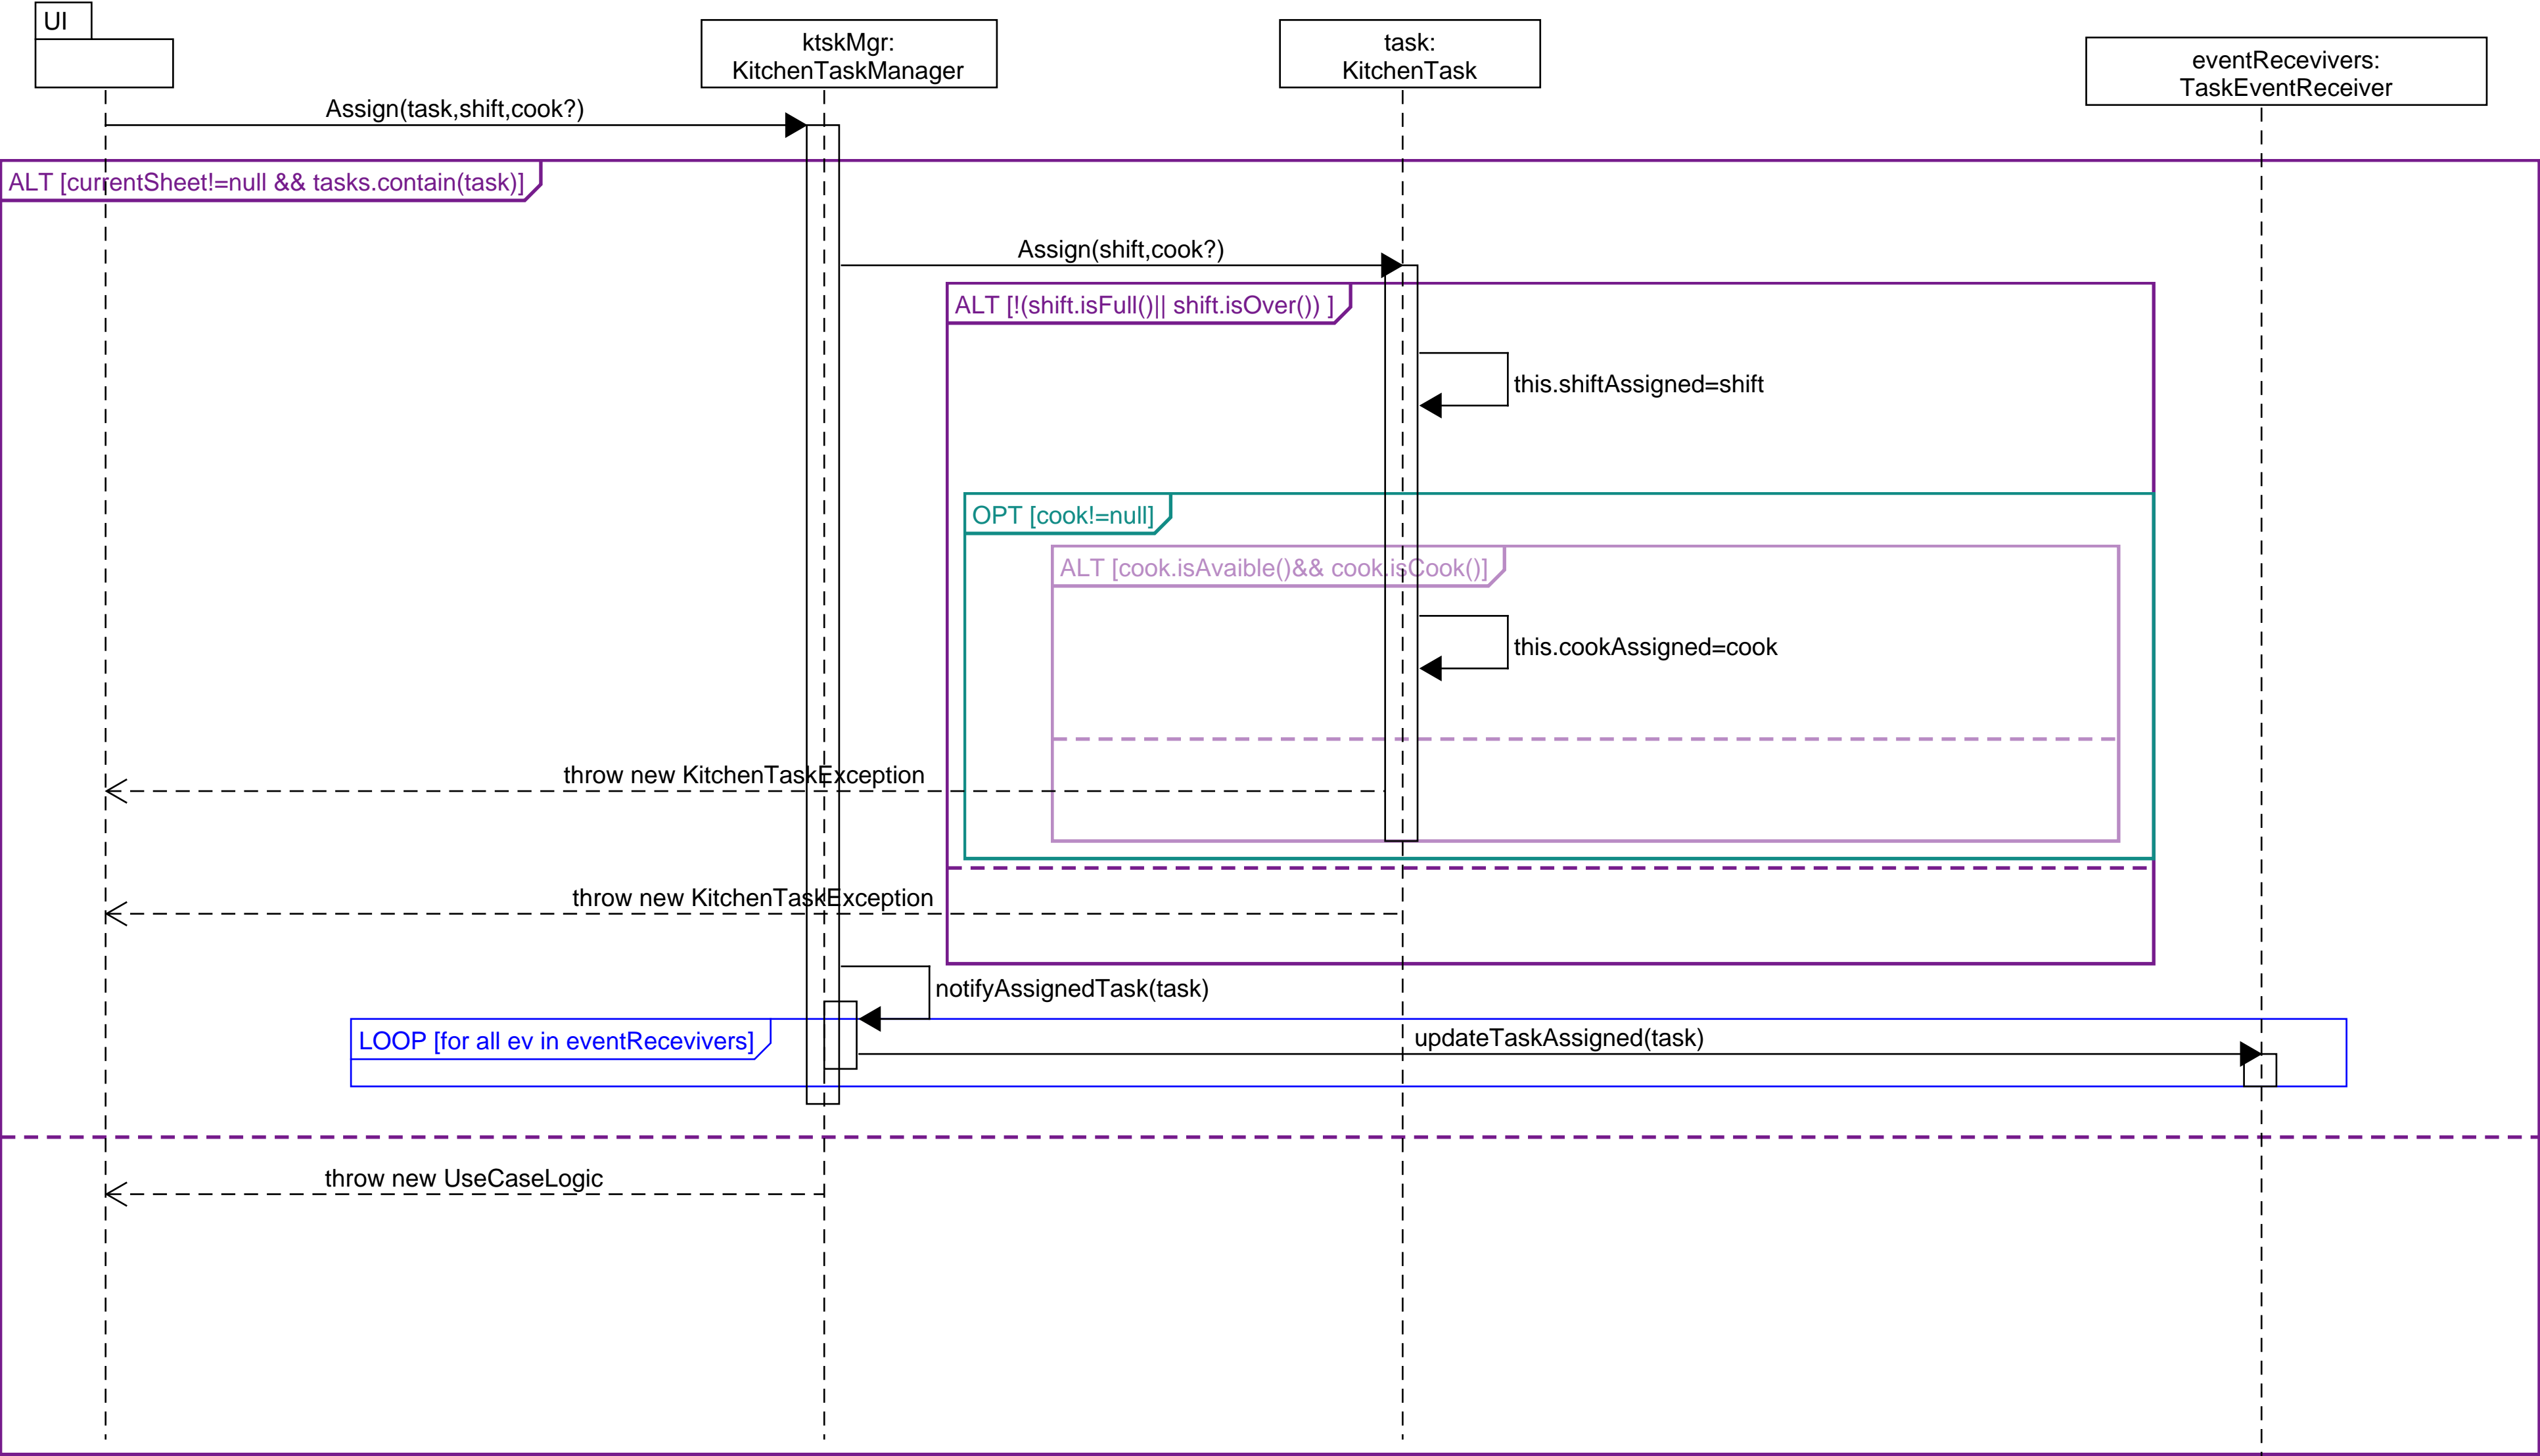 UI
ktskMgr:
KitchenTaskManager
task:
KitchenTask
eventRecevivers:
TaskEventReceiver
Assign(task,shift,cook?)
ALT [currentSheet!=null && tasks.contain(task)]
Assign(shift,cook?)
ALT [!(shift.isFull()|| shift.isOver()) ]
this.shiftAssigned=shift
OPT [cook!=null]
ALT [cook.isAvaible()&& cook.isCook()]
this.cookAssigned=cook
throw new KitchenTaskException
throw new KitchenTaskException
notifyAssignedTask(task)
LOOP [for all ev in eventRecevivers]
updateTaskAssigned(task)
throw new UseCaseLogic